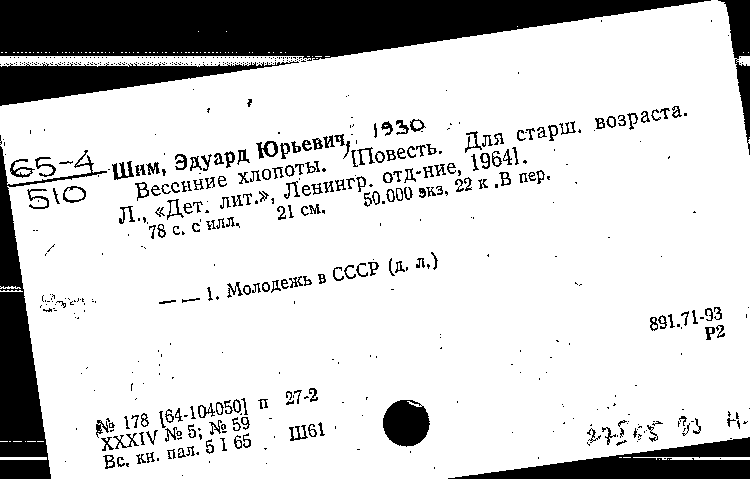 65-4
510
Шим, Эдуард Юрьевич, 1930
Весенние хлопоты. [Повесть. Для старш. возраста.
Л., «Дет. лит.», Ленингр. отд-ние, 1964].
78 с. с илл. 21 см. 50.000 экз. 22 к. В пер.
— — 1. Молодежь в СССР (д. л.)
891.71-93
Р2
№ 178 [64-104050] п 27-2
XXXIV № 5; № 59
Вс. кн. пал. 5 I 65 Ш61
27I65